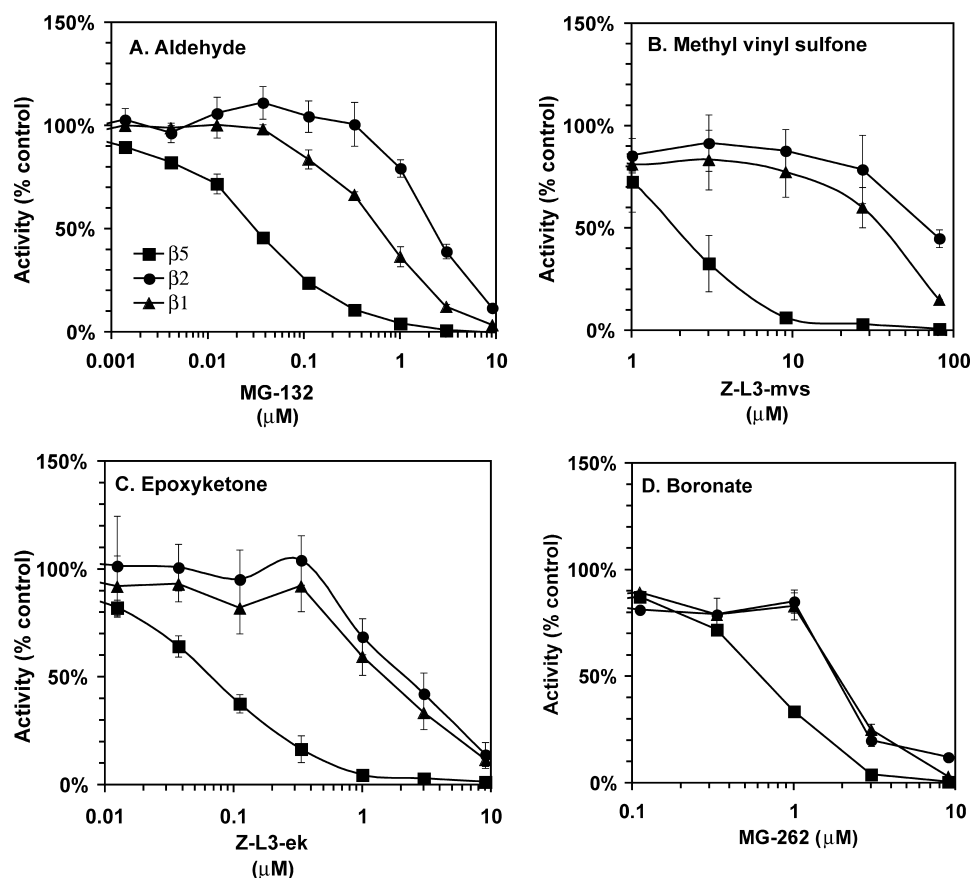 150%
A. Aldehyde
100%
Activity (% control)
50%
β5
β2
β1
0%
0.001 0.01 0.1 1 10
MG-132
(μM)
150%
B. Methyl vinyl sulfone
100%
Activity (% control)
50%
0%
1 10 100
Z-L3-mvs
(μM)
150%
C. Epoxyketone
100%
Activity (% control)
50%
0%
0.01 0.1 1 10
Z-L3-ek
(μM)
150%
D. Boronate
100%
Activity (% control)
50%
0%
0.1 1 10
MG-262 (μM)